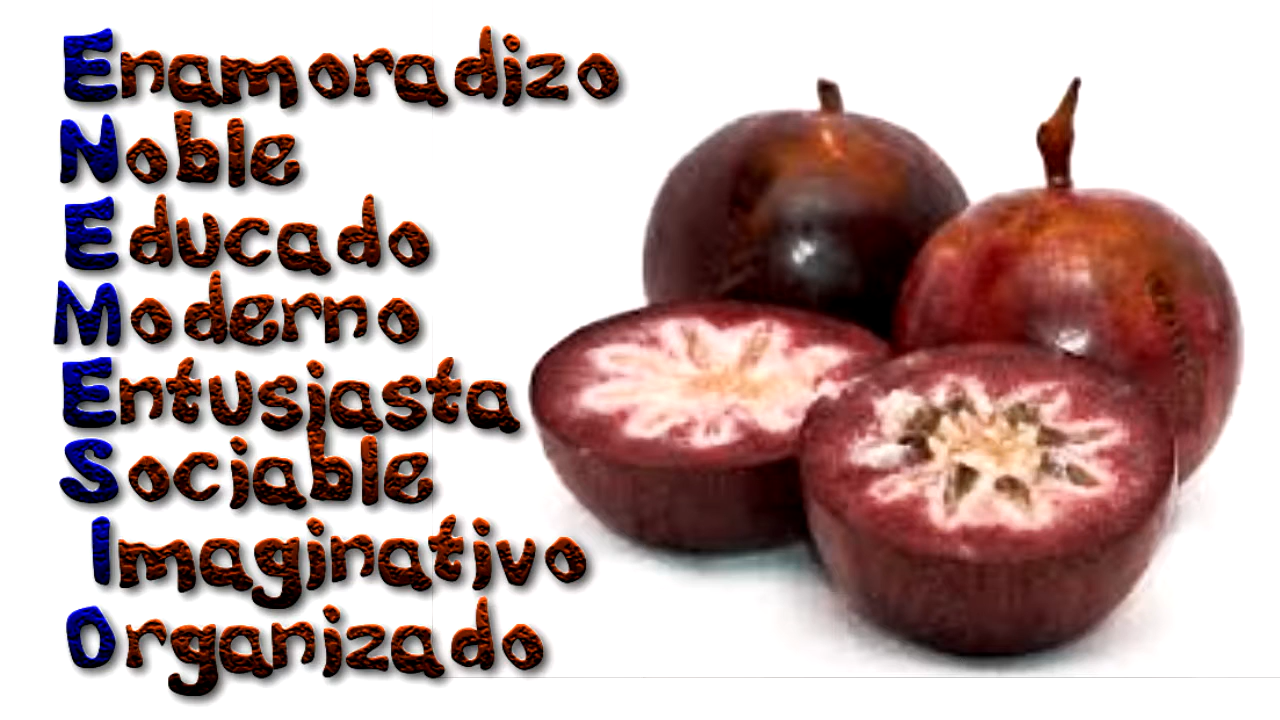 Enamoradizo
Noble
Educado
Moderno
Entusiasta
Sociable
Imaginativo
Organizado